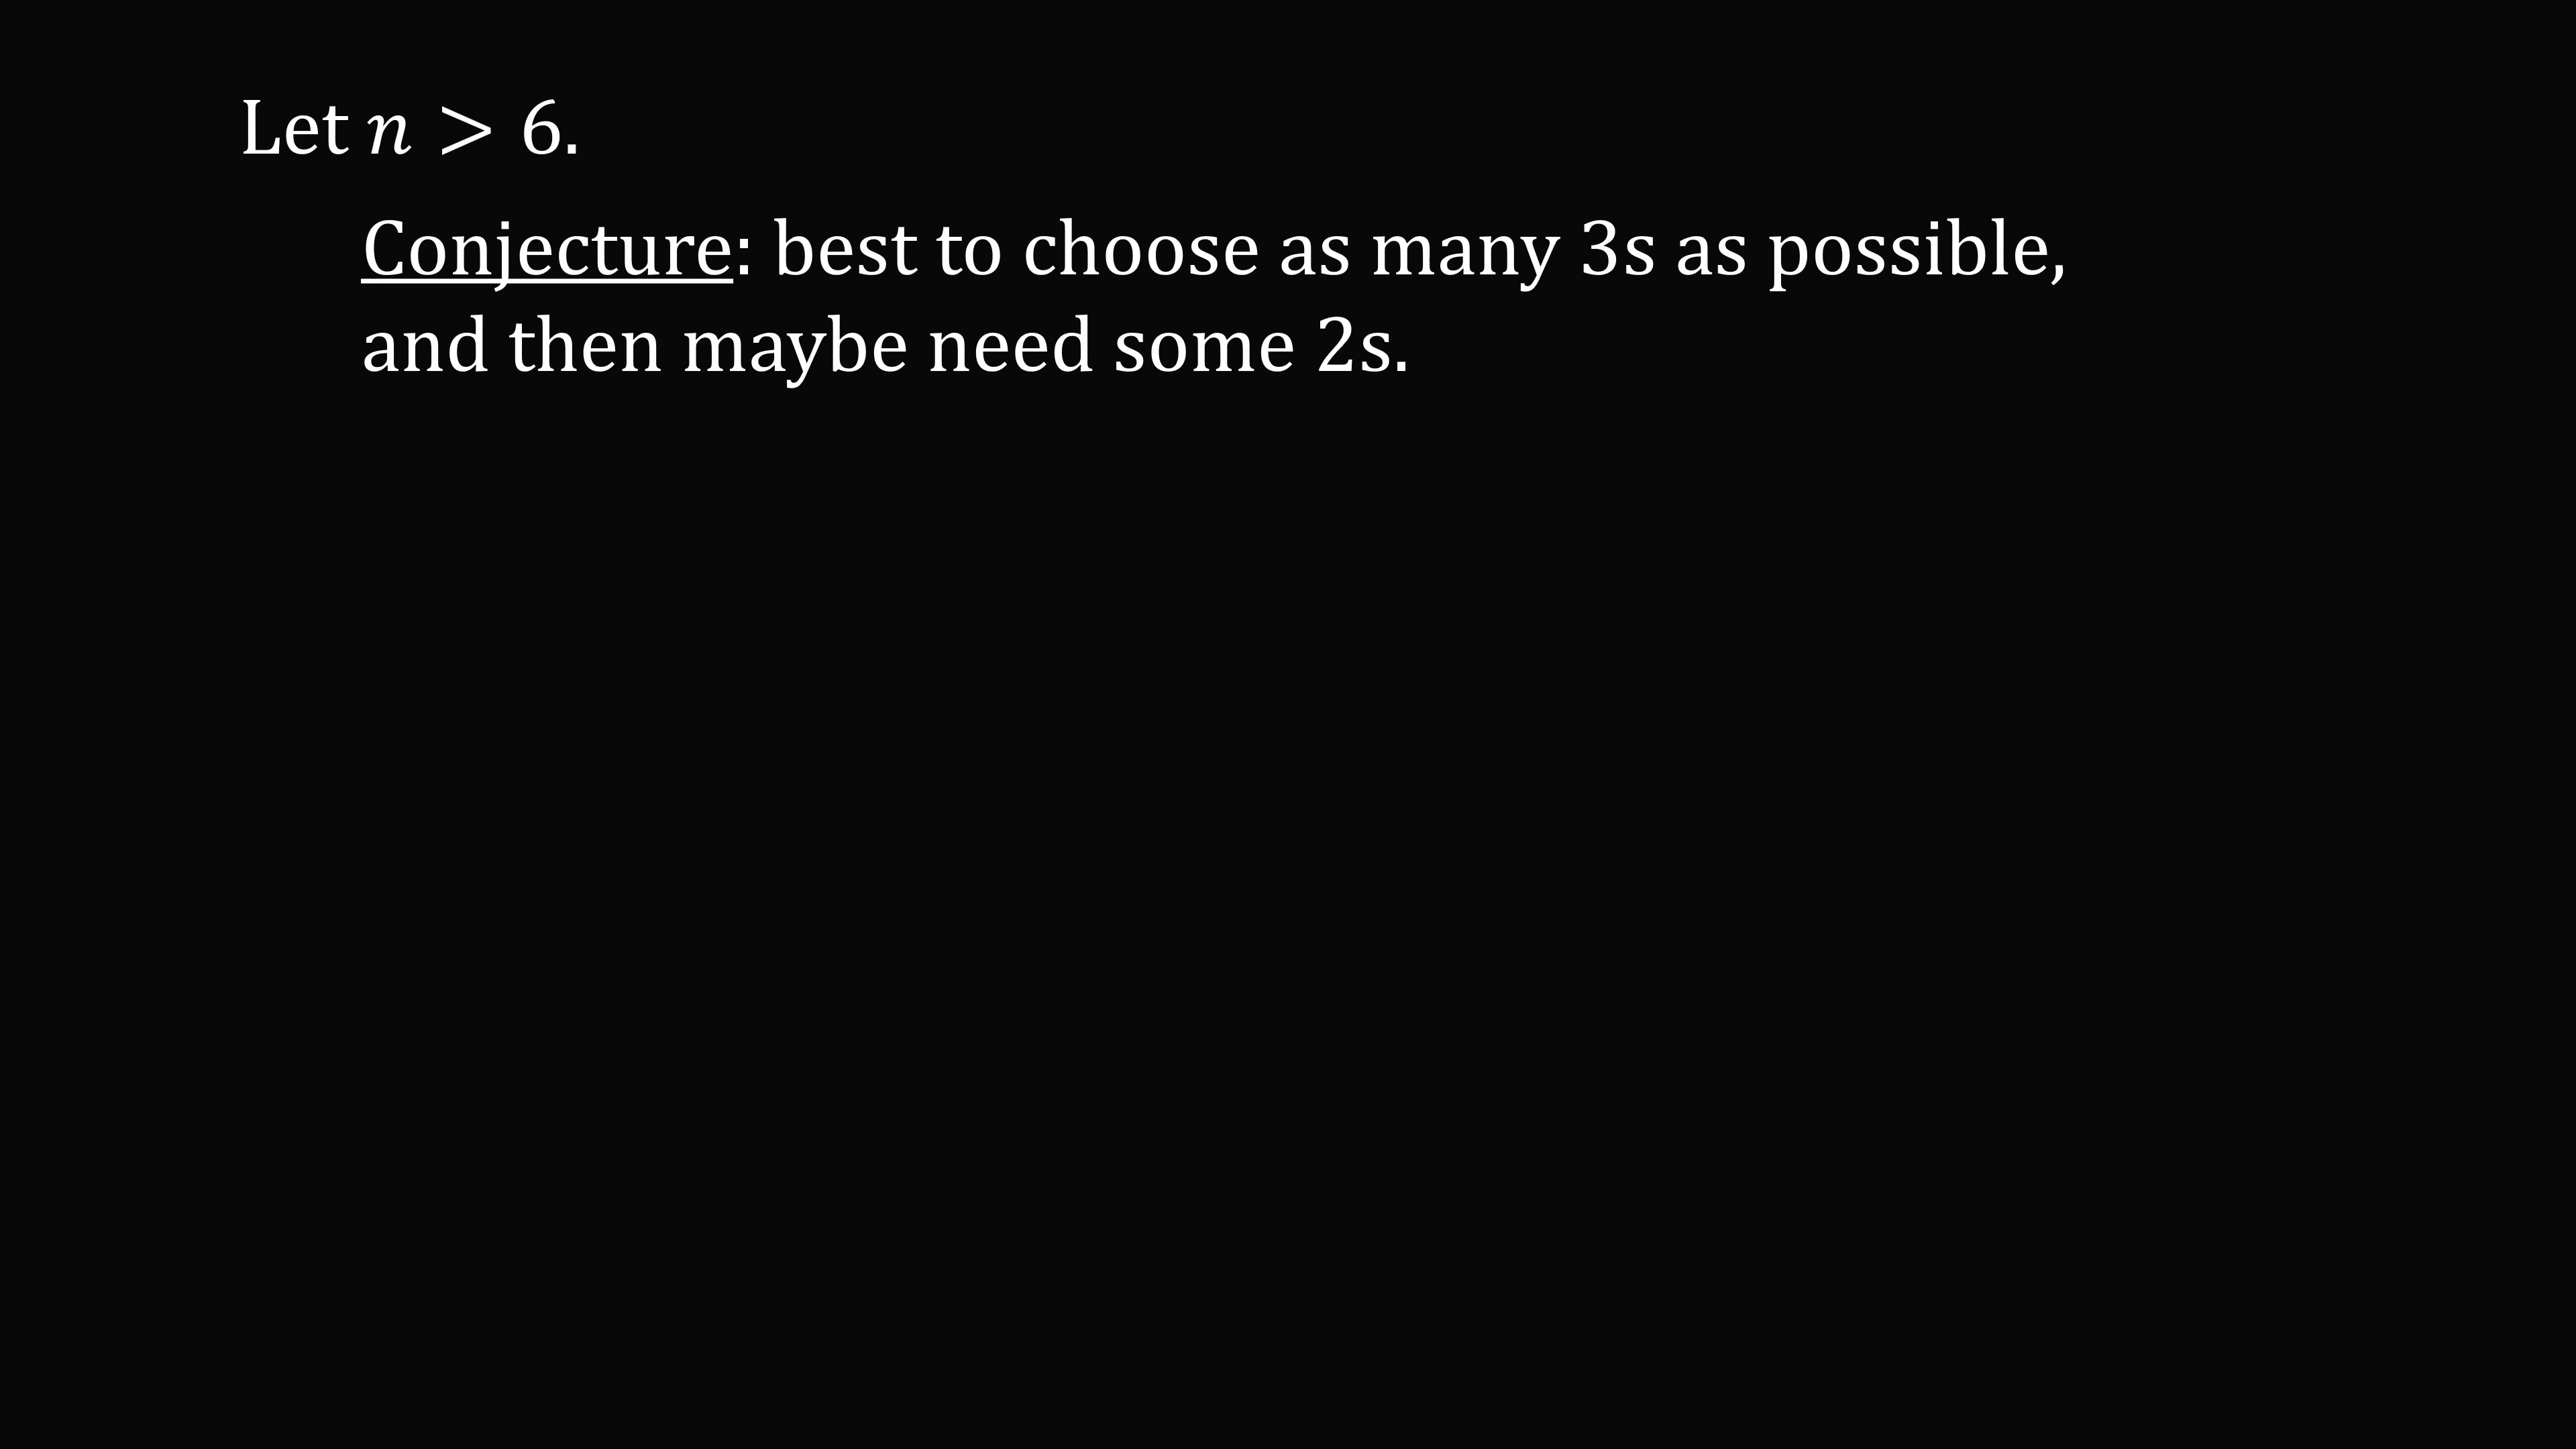 Let n > 6.
Conjecture: best to choose as many 3s as possible,
and then maybe need some 2s.